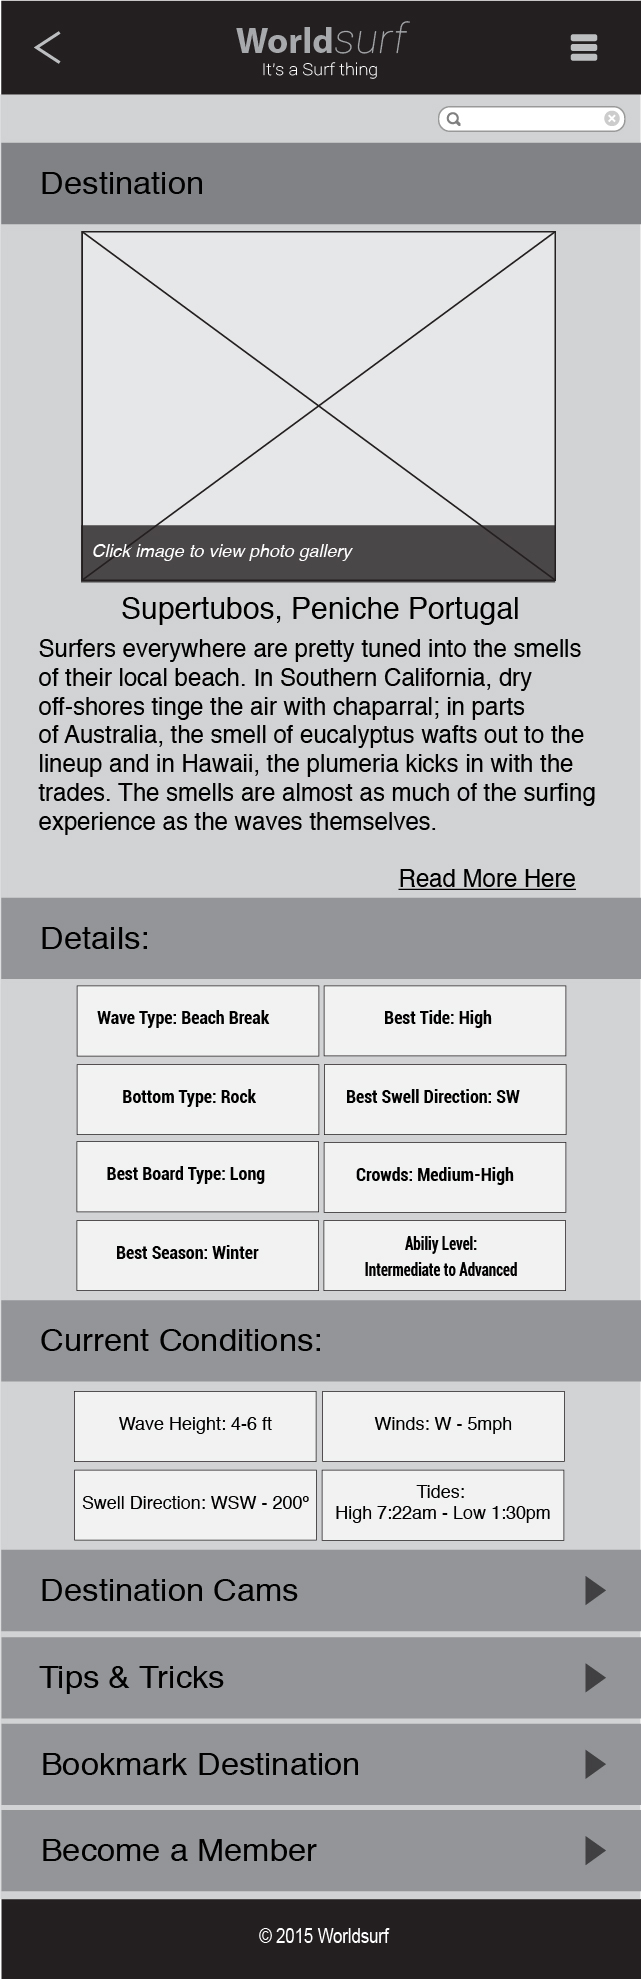 Worldsurf
It's a Surf thing
Destination
Click image to view photo gallery
Supertubos, Peniche Portugal
Surfers everywhere are pretty tuned into the smells
of their local beach. In Southern California, dry
off-shores tinge the air with chaparral; in parts
of Australia, the smell of eucalyptus wafts out to the
lineup and in Hawaii, the plumeria kicks in with the
trades. The smells are almost as much of the surfing
experience as the waves themselves.
Read More Here
Details:
Wave Type: Beach Break
Best Tide: High
Bottom Type: Rock
Best Swell Direction: SW
Best Board Type: Long
Crowds: Medium-High
Best Season: Winter
Abiliy Level:
Intermediate to Advanced
Current Conditions:
Wave Height: 4-6 ft
Winds: W - 5mph
Swell Direction: WSW - 200º
Tides:
High 7:22am - Low 1:30pm
Destination Cams
Tips & Tricks
Bookmark Destination
Become a Member
© 2015 Worldsurf